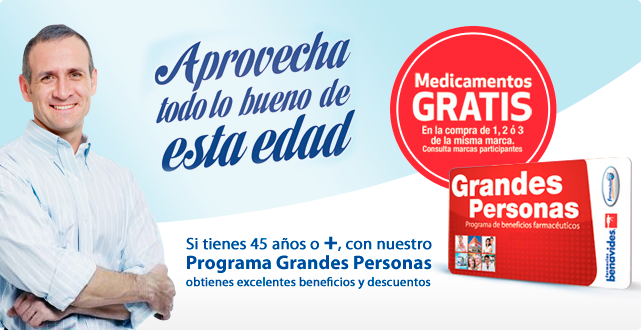 Aprovecha
todo lo bueno de
esta edad
Medicamentos
GRATIS
En la compra de 1, 2 ó 3
de la misma marca.
Consulta marcas participantes
Grandes
Personas
Programa de beneficios farmacéuticos
farmacias
benavides
Si tienes 45 años o +, con nuestro
Programa Grandes Personas
obtienes excelentes beneficios y descuentos